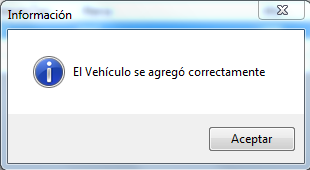 Información
El Vehículo se agregó correctamente
Aceptar